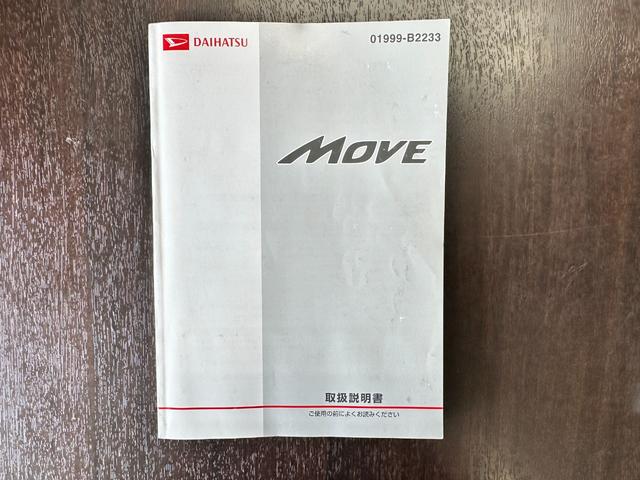 DAIHATSU
01999-B2233
MOVE
取扱説明書
ご使用の前によくお読みください